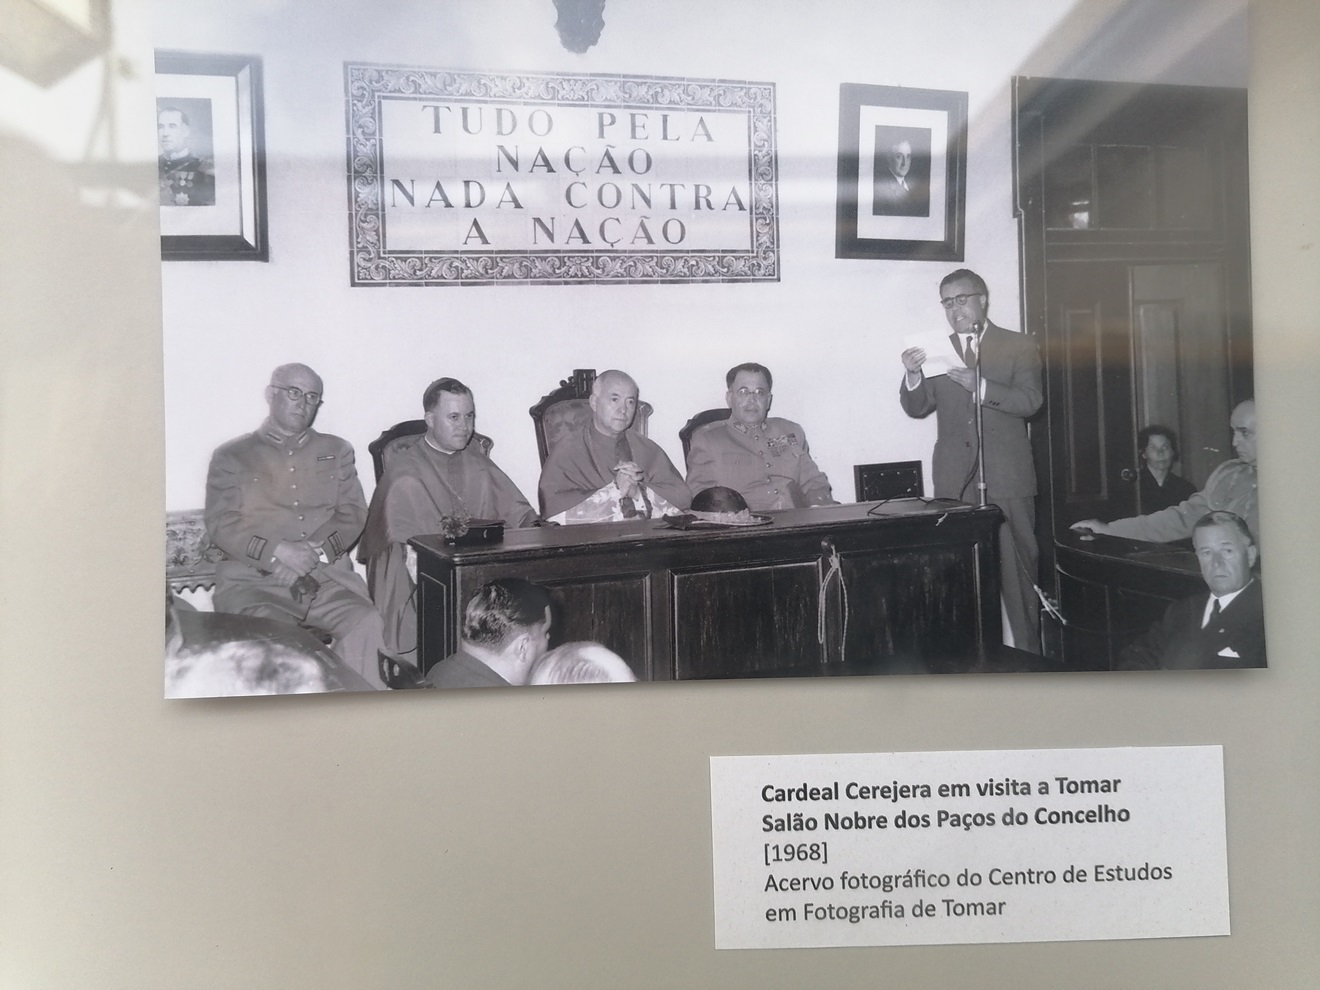 TUDO PELA
NAÇÃO
NADA CONTRA
A NAÇÃO
Cardeal Cerejera em visita a Tomar
Salão Nobre dos Paços do Concelho
[1968]
Acervo fotográfico do Centro de Estudos
em Fotografia de Tomar